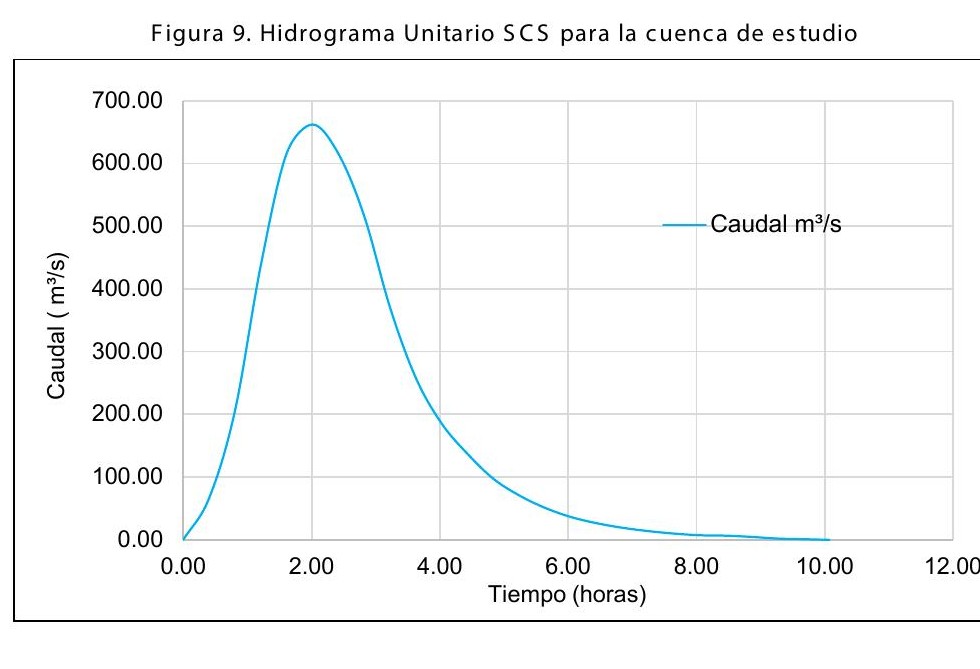 Figura 9. Hidrograma Unitario SCS para la cuenca de estudio
700.00
600.00
500.00
400.00
300.00
200.00
100.00
0.00
Caudal ( m³/s)
Caudal m³/s
0.00 2.00 4.00 6.00 8.00 10.00 12.00
Tiempo (horas)